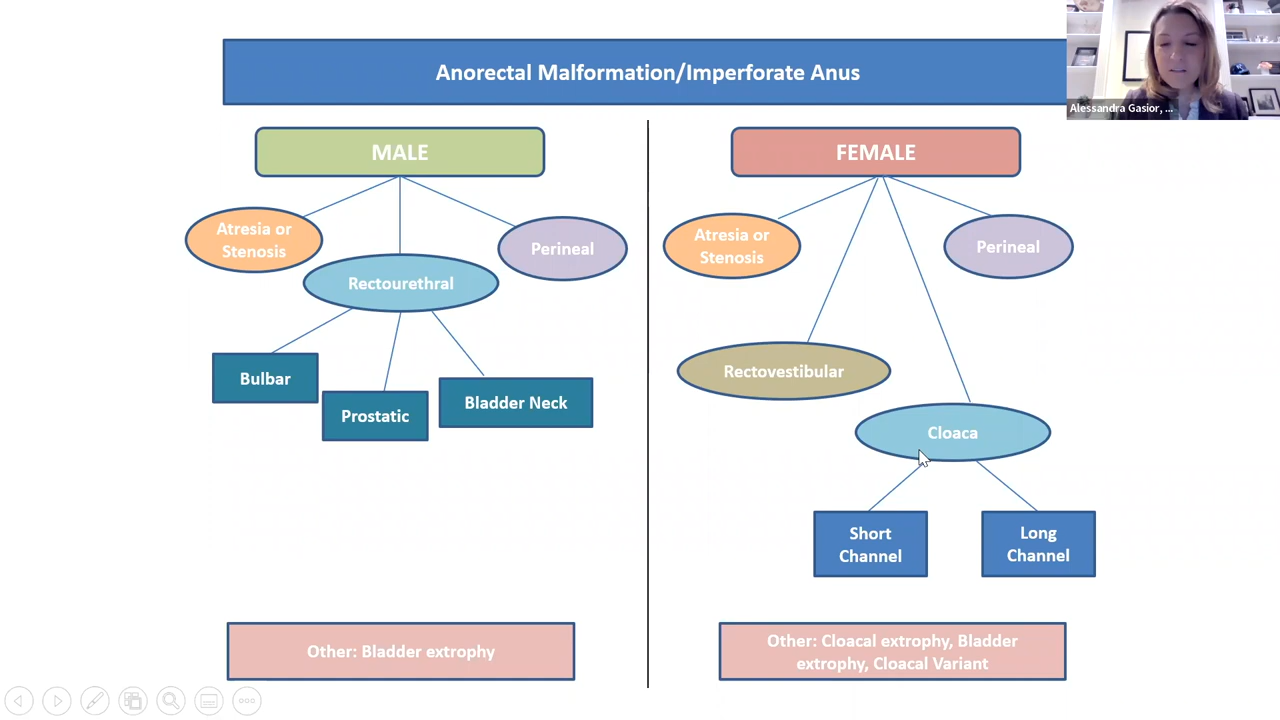 Anorectal Malformation/Imperforate Anus
Alessandra Gasior, ...
MALE
Atresia or
Stenosis
Perineal
Rectourethral
Bulbar
Prostatic
Bladder Neck
Other: Bladder extrophy
FEMALE
Atresia or
Stenosis
Perineal
Rectovestibular
Cloaca
Short
Channel
Long
Channel
Other: Cloacal extrophy, Bladder
extrophy, Cloacal Variant